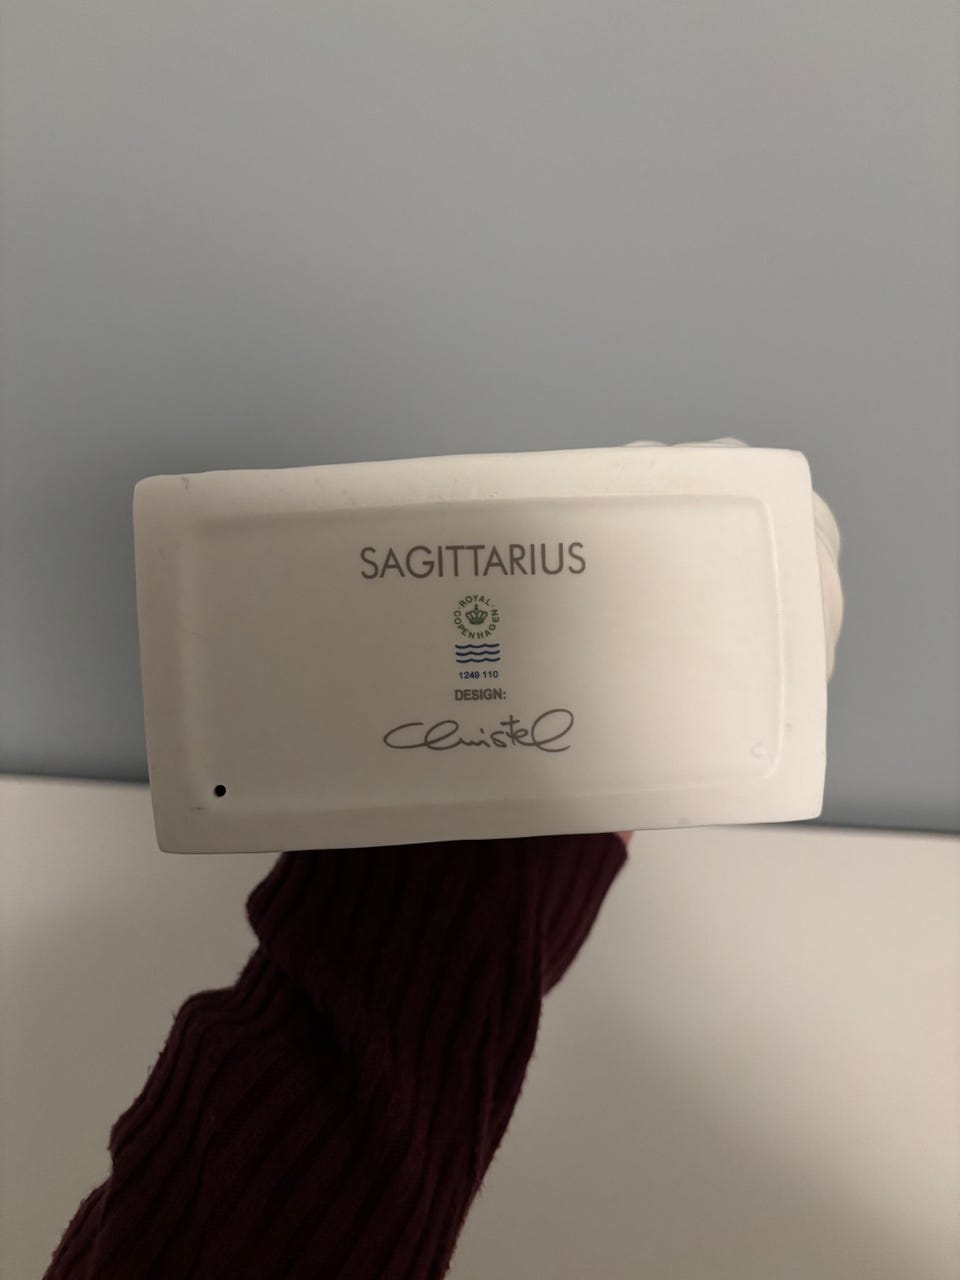 SAGITTARIUS
ROYAL
COPENHAGEN
1249 110
DESIGN:
Christel